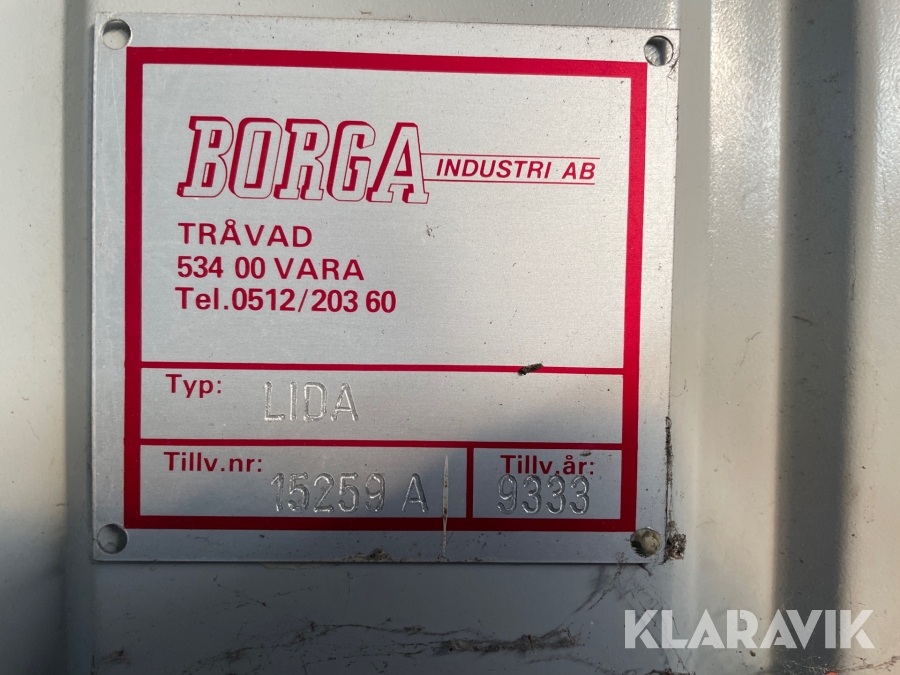 BORGA INDUSTRI AB
TRÅVAD
534 00 VARA
Tel.0512/203 60
Typ: LIDA
Tillv.nr: 15259 A
Tillv.år: 9333
KLARAVIK